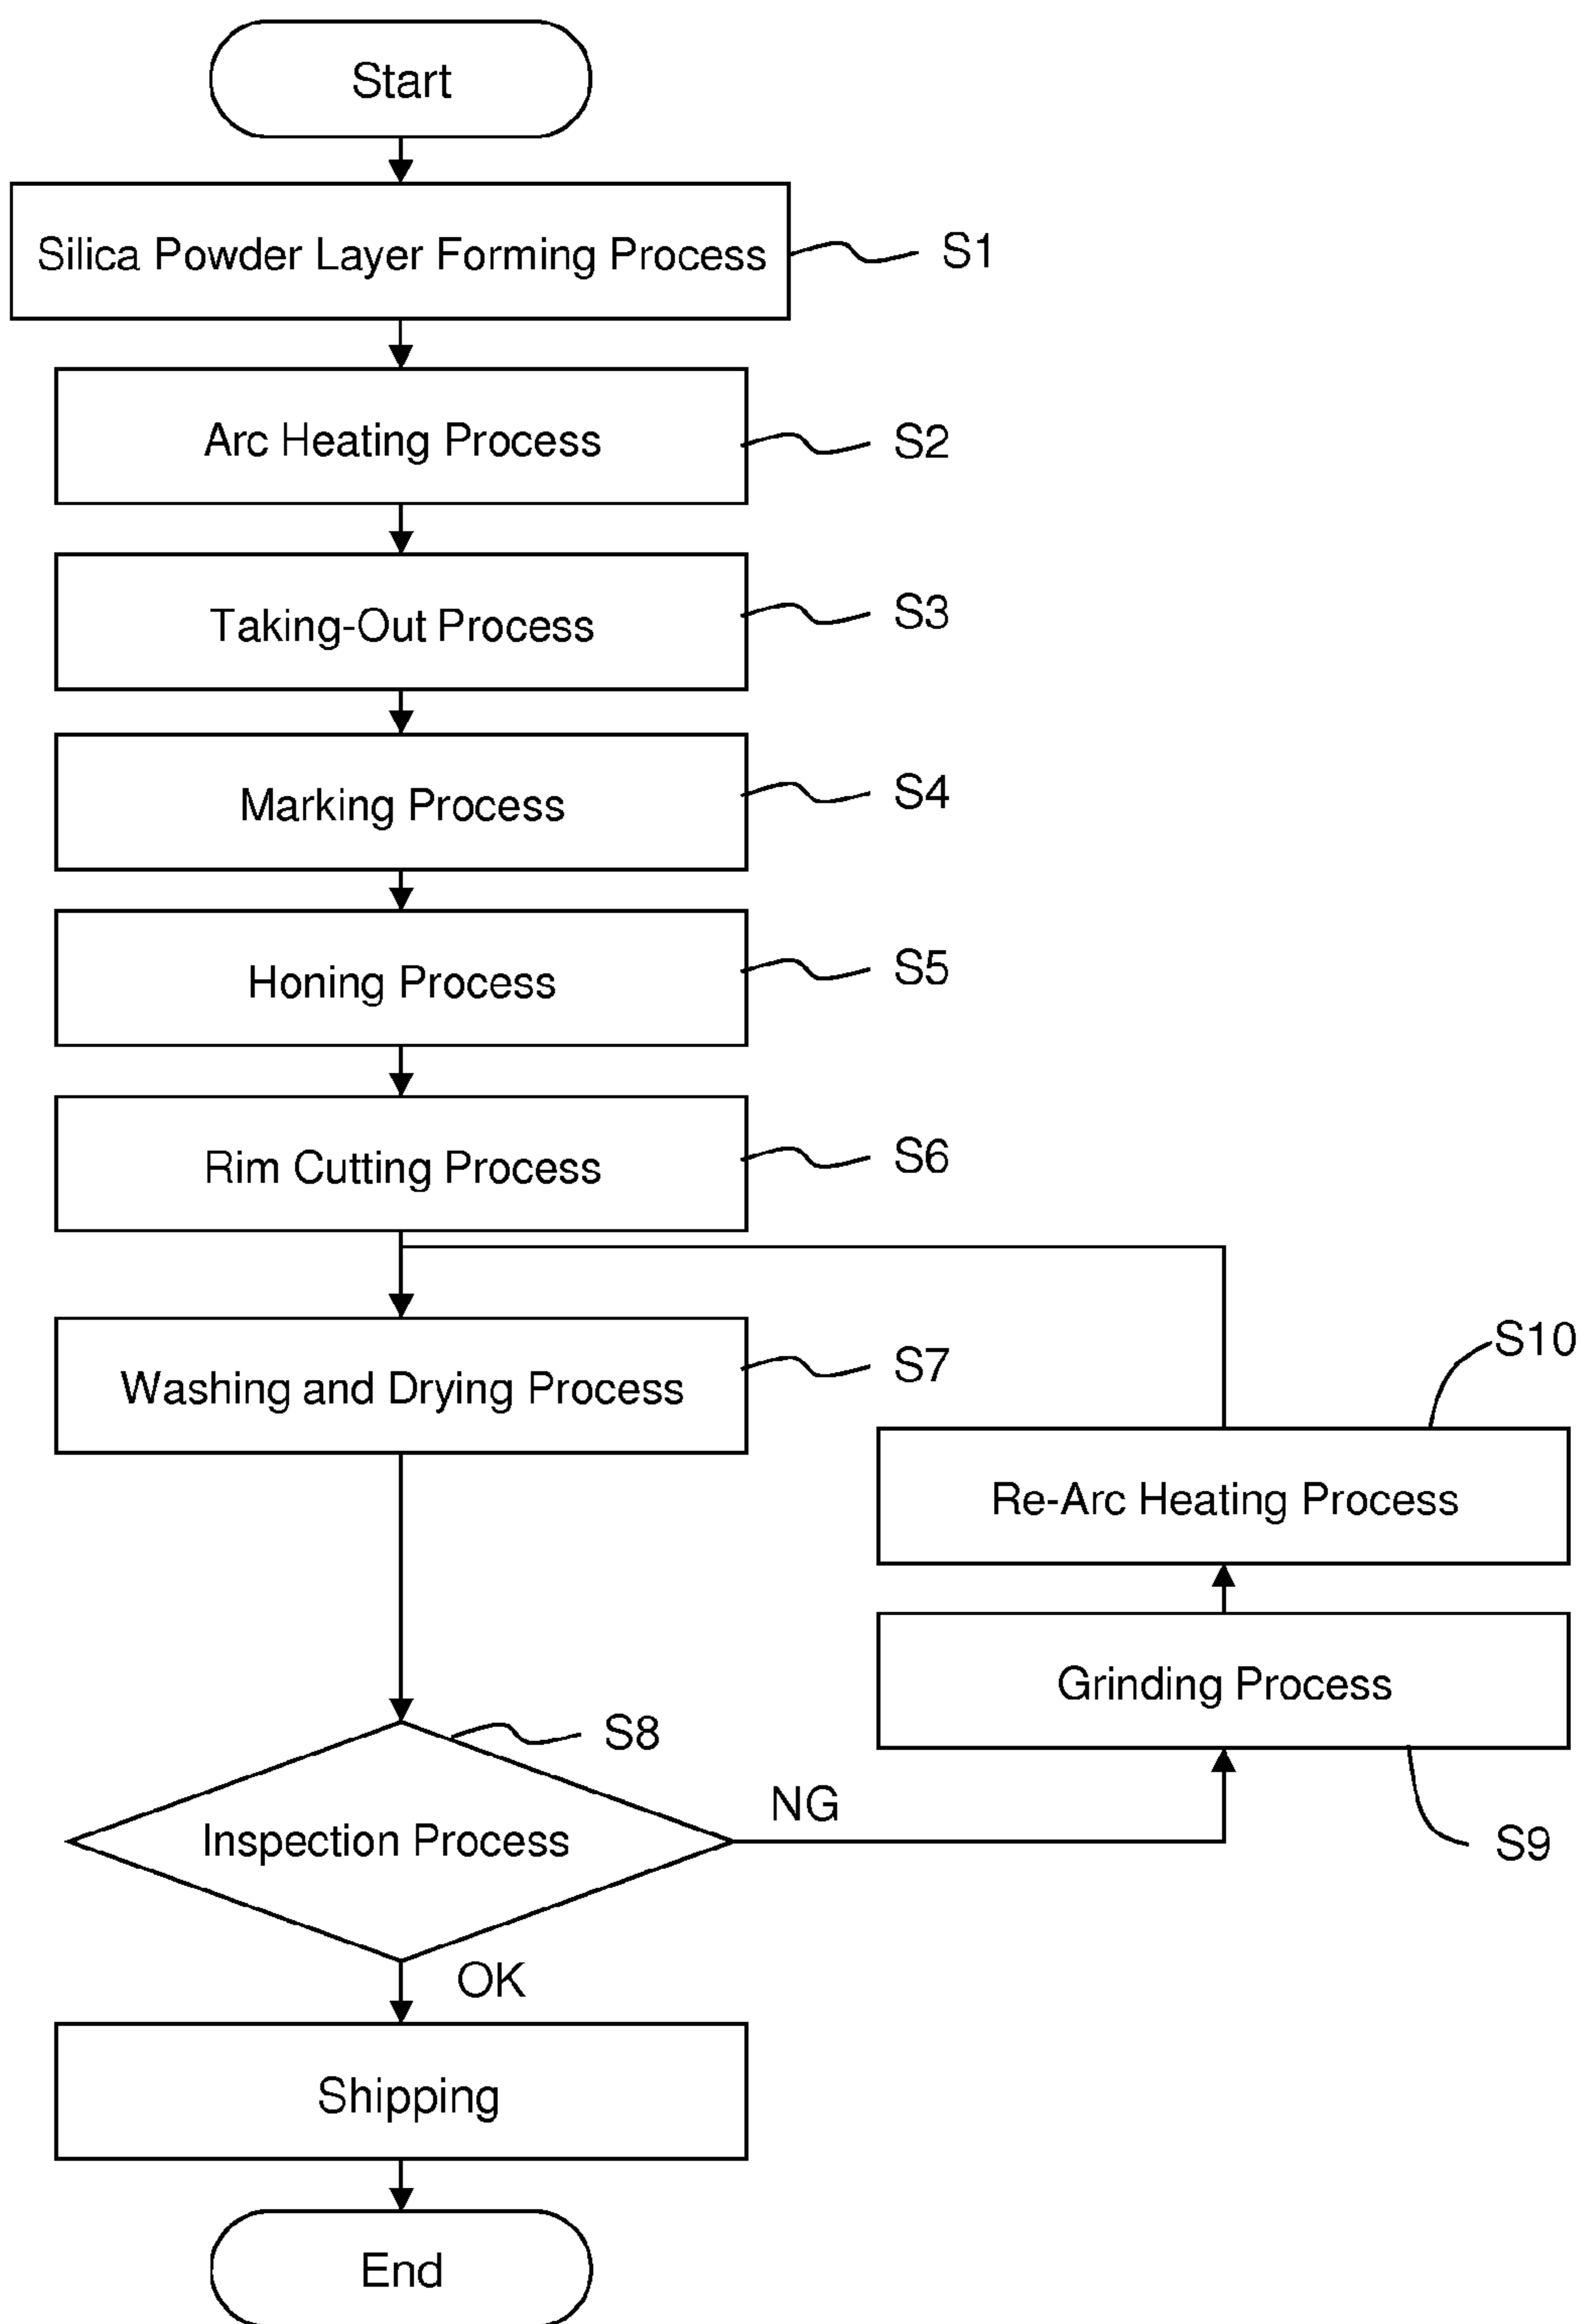 Start
Silica Powder Layer Forming Process
S1
Arc Heating Process
S2
Taking-Out Process
S3
Marking Process
S4
Honing Process
S5
Rim Cutting Process
S6
Washing and Drying Process
S7
S10
Re-Arc Heating Process
Grinding Process
S9
S8
Inspection Process
NG
OK
Shipping
End